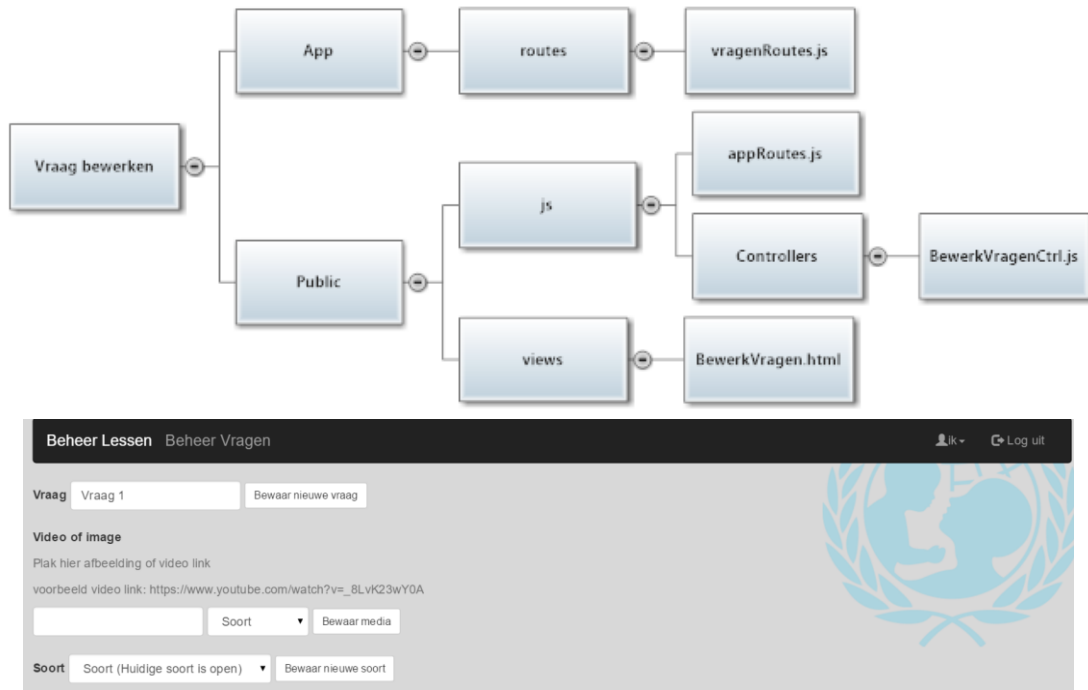 App
routes
vragenRoutes.js
Vraag bewerken
appRoutes.js
js
Controllers
BewerkVragenCtrl.js
Public
views
BewerkVragen.html
Beheer Lessen Beheer Vragen ik Log uit
Vraag Vraag 1 Bewaar nieuwe vraag
Video of image
Plak hier afbeelding of video link
voorbeeld video link: https://www.youtube.com/watch?v=_8LvK23wY0A
Soort Bewaar media
Soort Soort (Huidige soort is open) Bewaar nieuwe soort